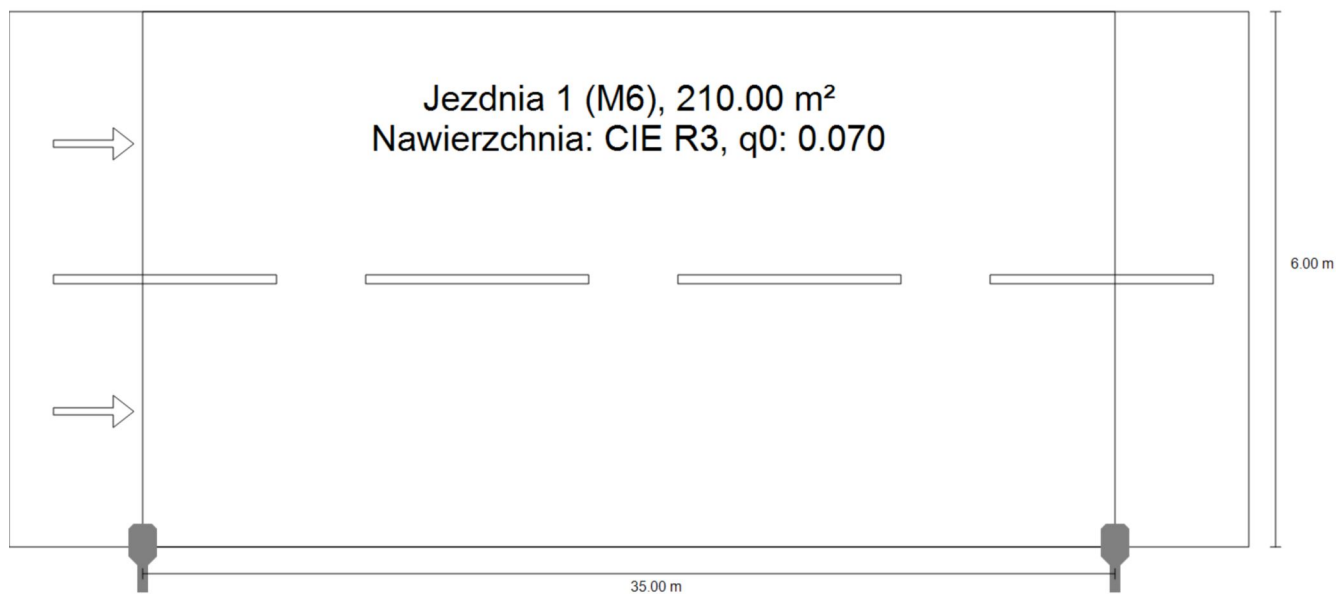 Jezdnia 1 (M6), 210.00 m²
Nawierzchnia: CIE R3, q0: 0.070
6.00 m
35.00 m